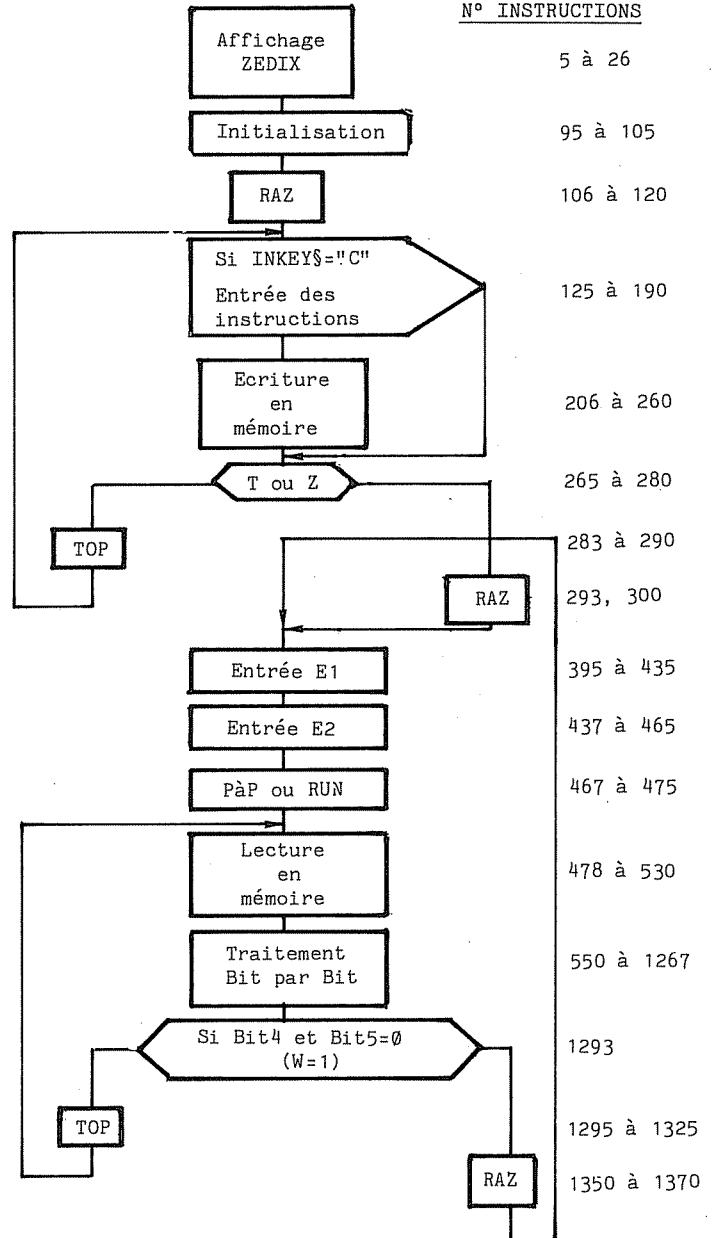 N° INSTRUCTIONS
Affichage
ZEDIX
5 à 26
Initialisation
95 à 105
RAZ
106 à 120
Si INKEY§="C"
Entrée des
instructions
125 à 190
Ecriture
en
mémoire
206 à 260
T ou Z
265 à 280
TOP
283 à 290
RAZ
293, 300
Entrée E1
395 à 435
Entrée E2
437 à 465
PàP ou RUN
467 à 475
Lecture
en
mémoire
478 à 530
Traitement
Bit par Bit
550 à 1267
Si Bit4 et Bit5=Ø
(W=1)
1293
TOP
1295 à 1325
RAZ
1350 à 1370